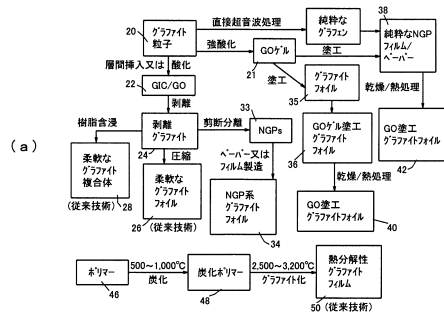 (a)
20
グラファイト
粒子
直接超音波処理
純粋な
グラフェン
38
純粋なNGP
フィルム/
ペーパー
強酸化
GOゲル
21
塗工
塗工
層間挿入又は
酸化
22
GIC/GO
剥離
グラファイト
フォイル
35
乾燥/熱処理
樹脂含浸
剥離
グラファイト
24
剪断分離
33
NGPs
GOゲル塗工
グラファイト
フォイル
36
GO塗工
グラファイトフォイル
42
圧縮
ペーパー又は
フィルム製造
乾燥/熱処理
柔軟な
グラファイト
複合体
28
(従来技術)
柔軟な
グラファイト
フォイル
26
(従来技術)
NGP系
グラファイト
フォイル
34
GO塗工
グラファイトフォイル
40
ポリマー
46
500~1,000℃
炭化
炭化ポリマー
48
2,500~3,200℃
グラファイト化
熱分解性
グラファイト
フィルム
50
(従来技術)